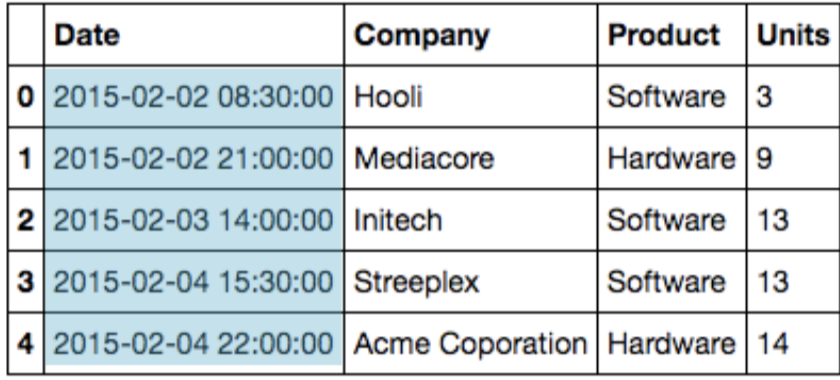 Date Company Product Units
0 2015-02-02 08:30:00 Hooli Software 3
1 2015-02-02 21:00:00 Mediacore Hardware 9
2 2015-02-03 14:00:00 Initech Software 13
3 2015-02-04 15:30:00 Streeplex Software 13
4 2015-02-04 22:00:00 Acme Coporation Hardware 14